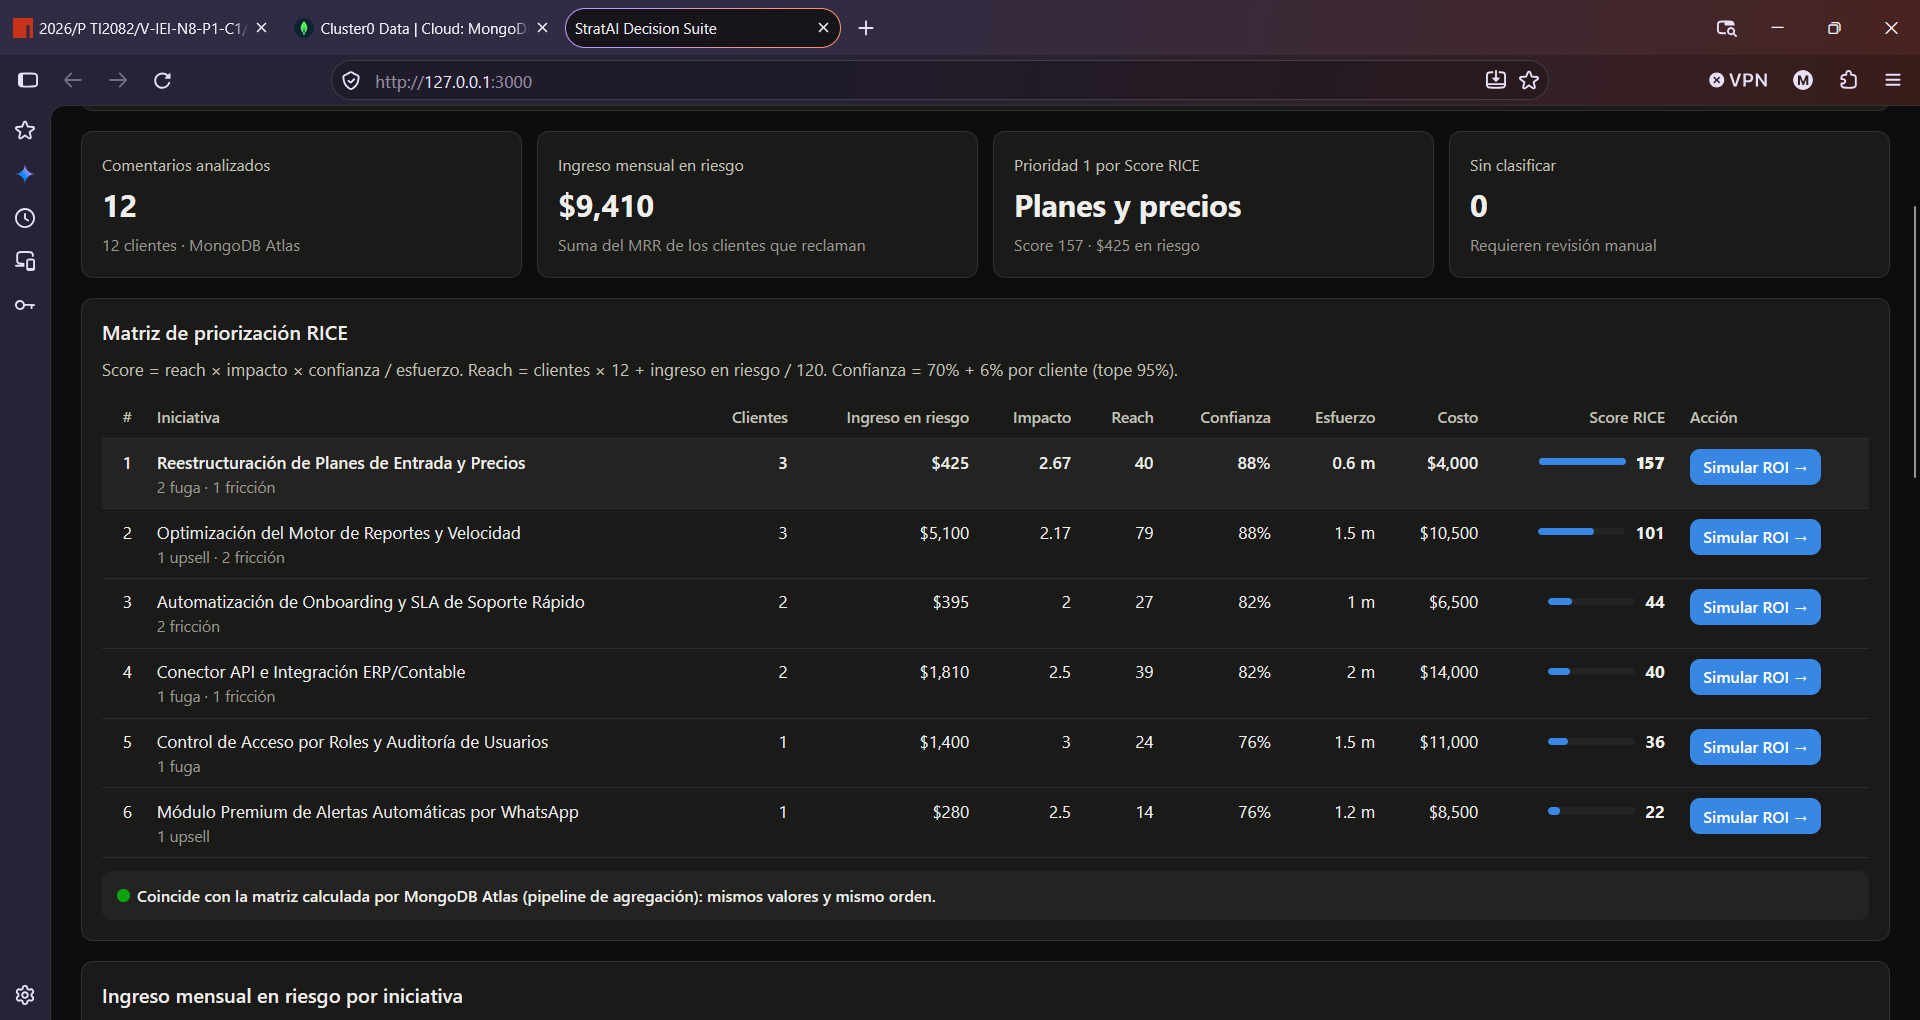 2026/P TI2082/V-IEI-N8-P1-C1/
Cluster0 Data | Cloud: MongoD
StratAI Decision Suite
http://127.0.0.1:3000
VPN
M
Comentarios analizados
12
12 clientes · MongoDB Atlas
Ingreso mensual en riesgo
$9,410
Suma del MRR de los clientes que reclaman
Prioridad 1 por Score RICE
Planes y precios
Score 157 · $425 en riesgo
Sin clasificar
0
Requieren revisión manual
Matriz de priorización RICE
Score = reach × impacto × confianza / esfuerzo. Reach = clientes × 12 + ingreso en riesgo / 120. Confianza = 70% + 6% por cliente (tope 95%).
# Iniciativa Clientes Ingreso en riesgo Impacto Reach Confianza Esfuerzo Costo Score RICE Acción
1 Reestructuración de Planes de Entrada y Precios 3 $425 2.67 40 88% 0.6 m $4,000 157 Simular ROI →
2 fuga · 1 fricción
2 Optimización del Motor de Reportes y Velocidad 3 $5,100 2.17 79 88% 1.5 m $10,500 101 Simular ROI →
1 upsell · 2 fricción
3 Automatización de Onboarding y SLA de Soporte Rápido 2 $395 2 27 82% 1 m $6,500 44 Simular ROI →
2 fricción
4 Conector API e Integración ERP/Contable 2 $1,810 2.5 39 82% 2 m $14,000 40 Simular ROI →
1 fuga · 1 fricción
5 Control de Acceso por Roles y Auditoría de Usuarios 1 $1,400 3 24 76% 1.5 m $11,000 36 Simular ROI →
1 fuga
6 Módulo Premium de Alertas Automáticas por WhatsApp 1 $280 2.5 14 76% 1.2 m $8,500 22 Simular ROI →
1 upsell
Coincide con la matriz calculada por MongoDB Atlas (pipeline de agregación): mismos valores y mismo orden.
Ingreso mensual en riesgo por iniciativa